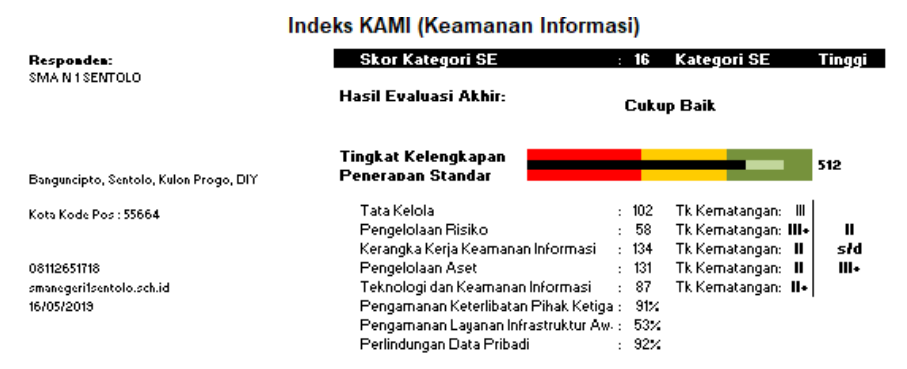 Indeks KAMI (Keamanan Informasi)
Responden:
SMA N 1 SENTOLO
Banguncipto, Sentolo, Kulon Progo, DIY
Kota Kode Pos : 55664
08112651718
smanegeri1sentolo.sch.id
16/05/2019
Skor Kategori SE : 16 Kategori SE Tinggi
Hasil Evaluasi Akhir: Cukup Baik
Tingkat Kelengkapan
Penerapan Standar 512
Tata Kelola : 102 Tk Kematangan: III
Pengelolaan Risiko : 58 Tk Kematangan: III+ II
Kerangka Kerja Keamanan Informasi : 134 Tk Kematangan: II s/d
Pengelolaan Aset : 131 Tk Kematangan: II III+
Teknologi dan Keamanan Informasi : 87 Tk Kematangan: II+
Pengamanan Keterlibatan Pihak Ketiga : 91%
Pengamanan Layanan Infrastruktur Aw. : 53%
Perlindungan Data Pribadi : 92%